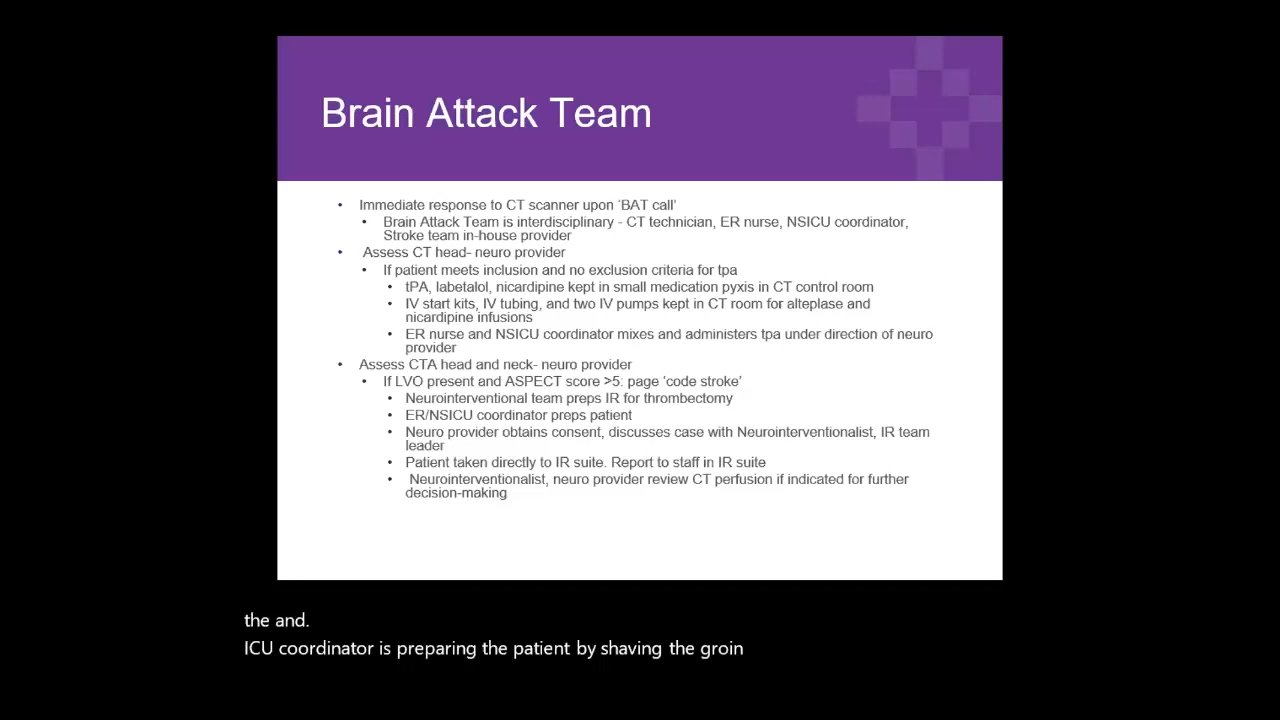 Brain Attack Team
• Immediate response to CT scanner upon 'BAT call'
• Brain Attack Team is interdisciplinary - CT technician, ER nurse, NSICU coordinator,
Stroke team in-house provider
• Assess CT head- neuro provider
• If patient meets inclusion and no exclusion criteria for tpa
• tPA, labetalol, nicardipine kept in small medication pyxis in CT control room
• IV start kits, IV tubing, and two IV pumps kept in CT room for alteplase and
nicardipine infusions
• ER nurse and NSICU coordinator mixes and administers tpa under direction of neuro
provider
• Assess CTA head and neck- neuro provider
• If LVO present and ASPECT score >5: page 'code stroke'
• Neurointerventional team preps IR for thrombectomy
• ER/NSICU coordinator preps patient
• Neuro provider obtains consent, discusses case with Neurointerventionalist, IR team
leader
• Patient taken directly to IR suite. Report to staff in IR suite
• Neurointerventionalist, neuro provider review CT perfusion if indicated for further
decision-making
the and.
ICU coordinator is preparing the patient by shaving the groin